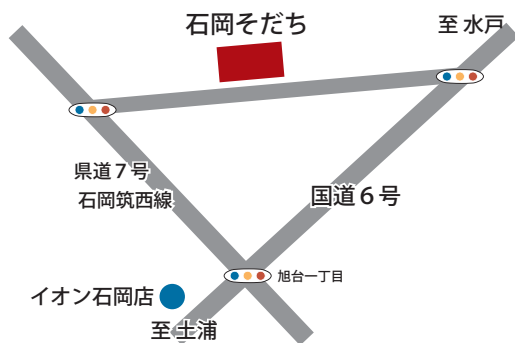 石岡そだち
至 水戸
県道７号
石岡筑西線
国道６号
旭台一丁目
イオン石岡店
至 土浦